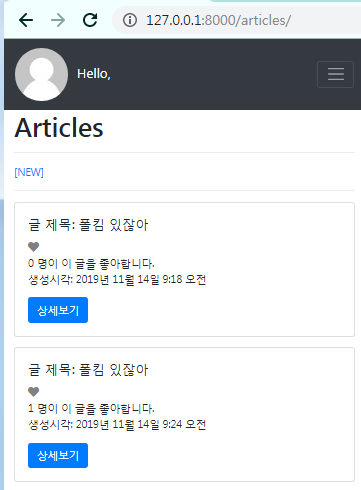 127.0.0.1:8000/articles/
Hello,
Articles
[NEW]
글 제목: 폴킴 있잖아
0 명이 이 글을 좋아합니다.
생성시각: 2019년 11월 14일 9:18 오전
상세보기
글 제목: 폴킴 있잖아
1 명이 이 글을 좋아합니다.
생성시각: 2019년 11월 14일 9:24 오전
상세보기